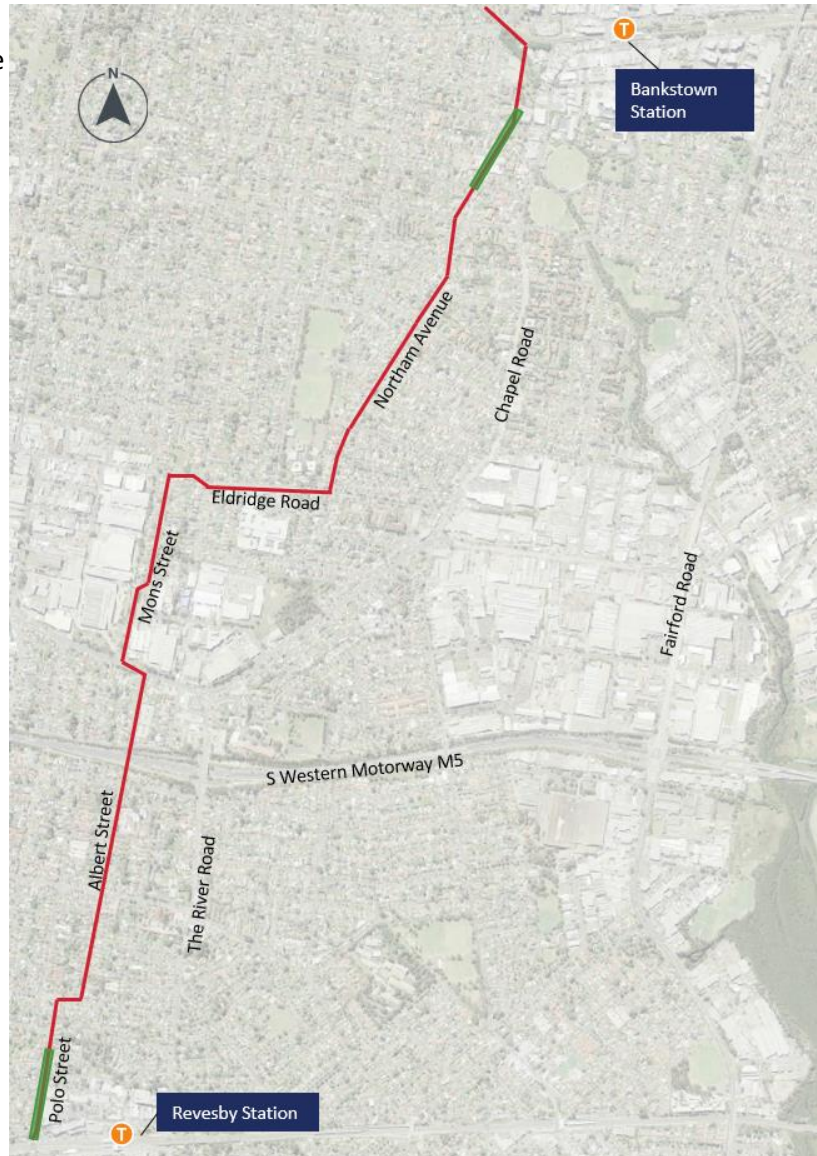 e
N
T
Bankstown
Station
Northam Avenue
Chapel Road
Eldridge Road
Mons Street
Fairford Road
S Western Motorway M5
Albert Street
The River Road
Polo Street
Revesby Station
T